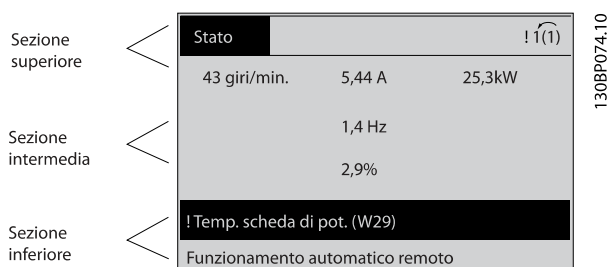 Sezione
superiore
Stato
! 1(1)
43 giri/min.
5,44 A
25,3kW
1,4 Hz
2,9%
Sezione
intermedia
! Temp. scheda di pot. (W29)
Funzionamento automatico remoto
Sezione
inferiore
130BP074.10